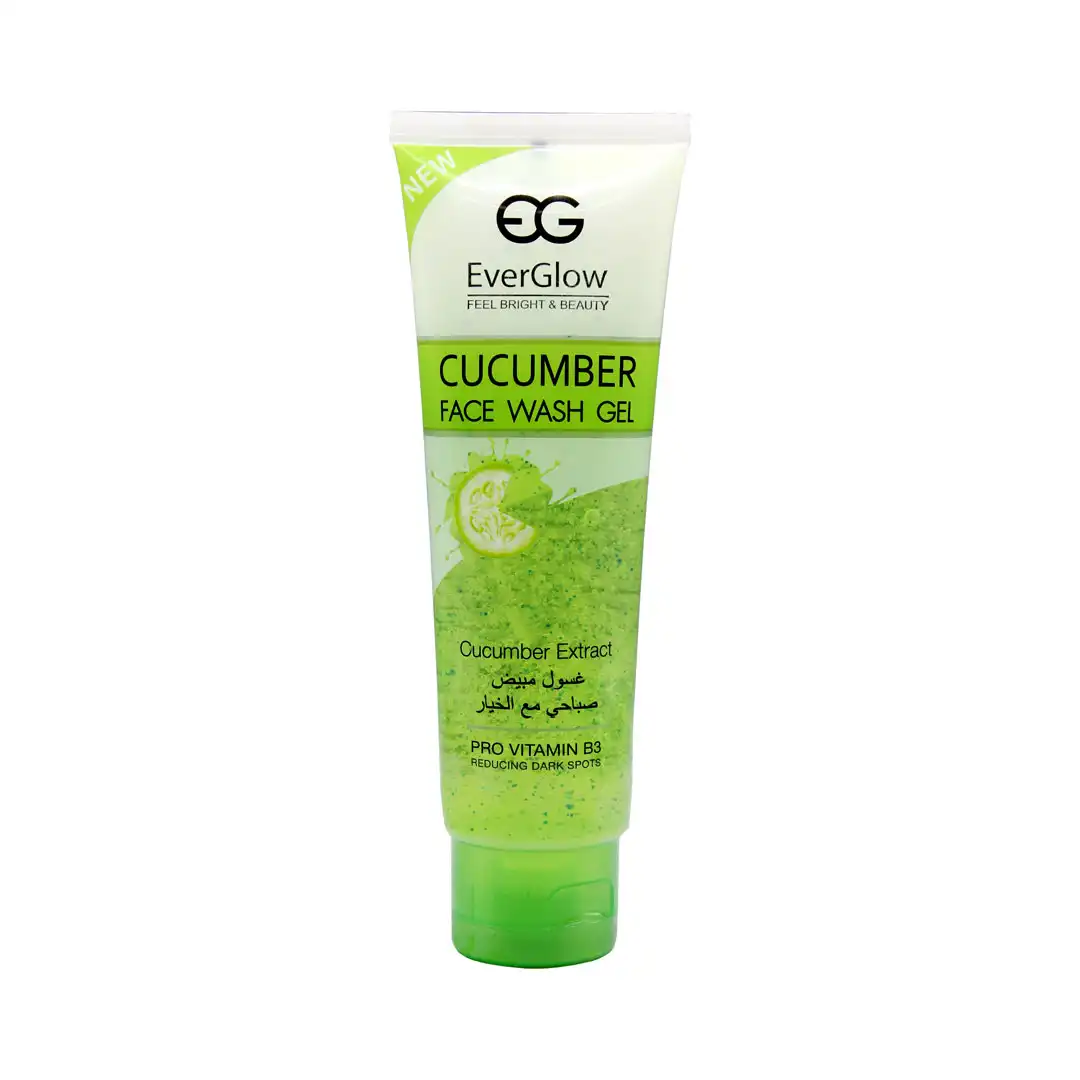 NEW
EG
EverGlow
FEEL BRIGHT & BEAUTY
CUCUMBER
FACE WASH GEL
Cucumber Extract
غسول مبيض
صباحي مع الخيار
PRO VITAMIN B3
REDUCING DARK SPOTS